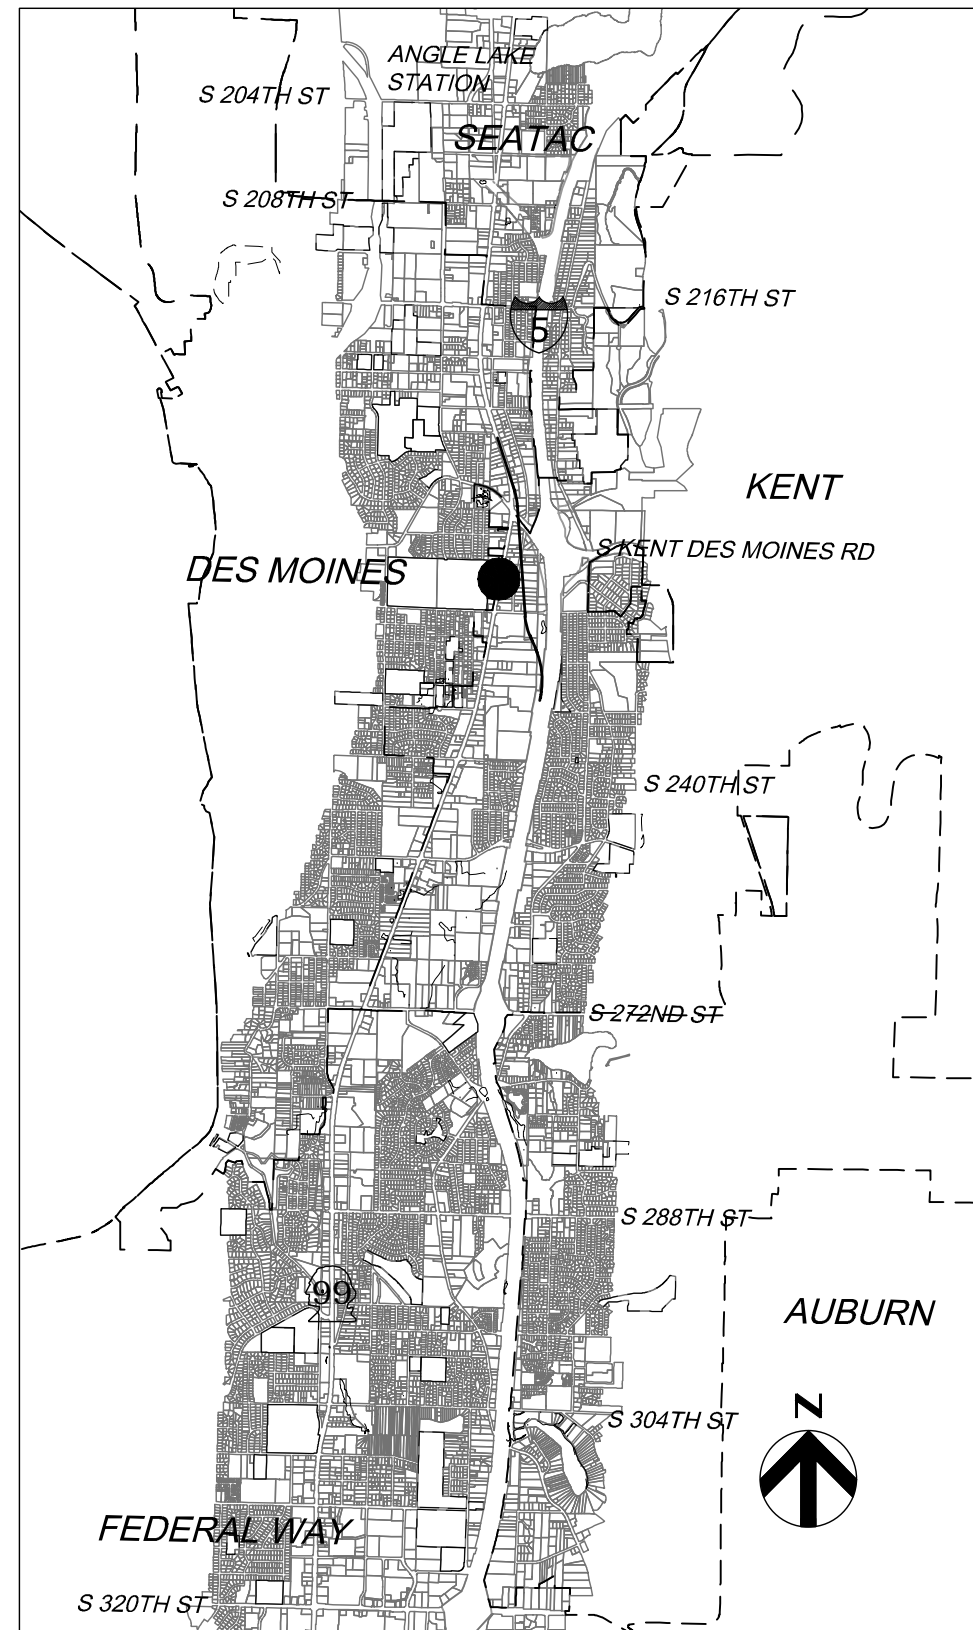 ANGLE LAKE
STATION
S 204TH ST
SEATAC
S 208TH ST
S 216TH ST
5
KENT
S KENT DES MOINES RD
DES MOINES
S 240TH ST
S 272ND ST
S 288TH ST
99
AUBURN
N
S 304TH ST
FEDERAL WAY
S 320TH ST